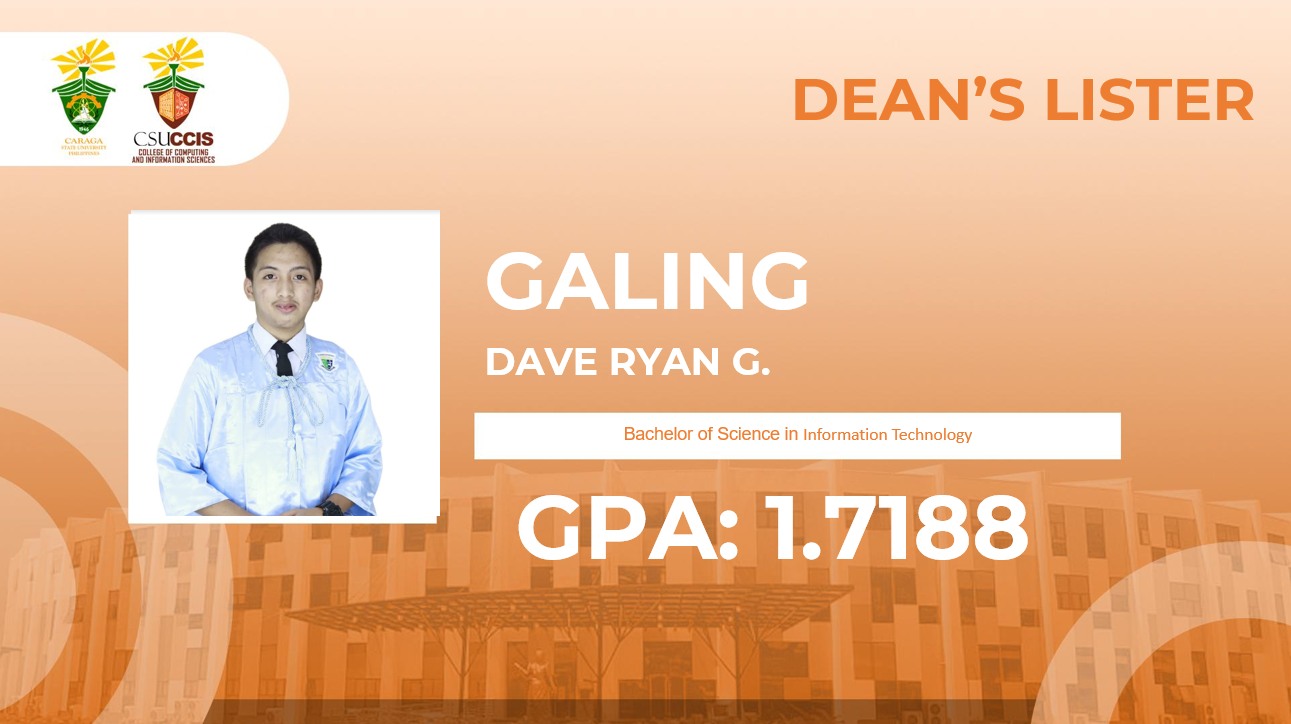 1946
CARAGA
STATE UNIVERSITY
PHILIPPINES
CSUCCIS
COLLEGE OF COMPUTING
AND INFORMATION SCIENCES
DEAN’S LISTER
GALING
DAVE RYAN G.
Bachelor of Science in Information Technology
GPA: 1.7188